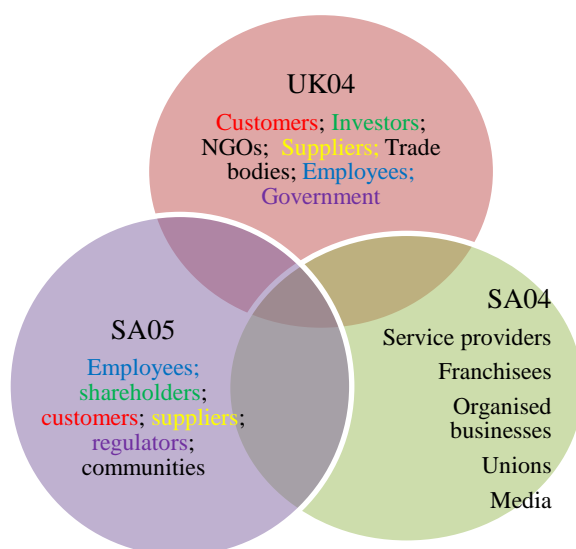 UK04
Customers; Investors;
NGOs; Suppliers; Trade
bodies; Employees;
Government
SA05
Employees;
shareholders;
customers; suppliers;
regulators;
communities
SA04
Service providers
Franchisees
Organised
businesses
Unions
Media